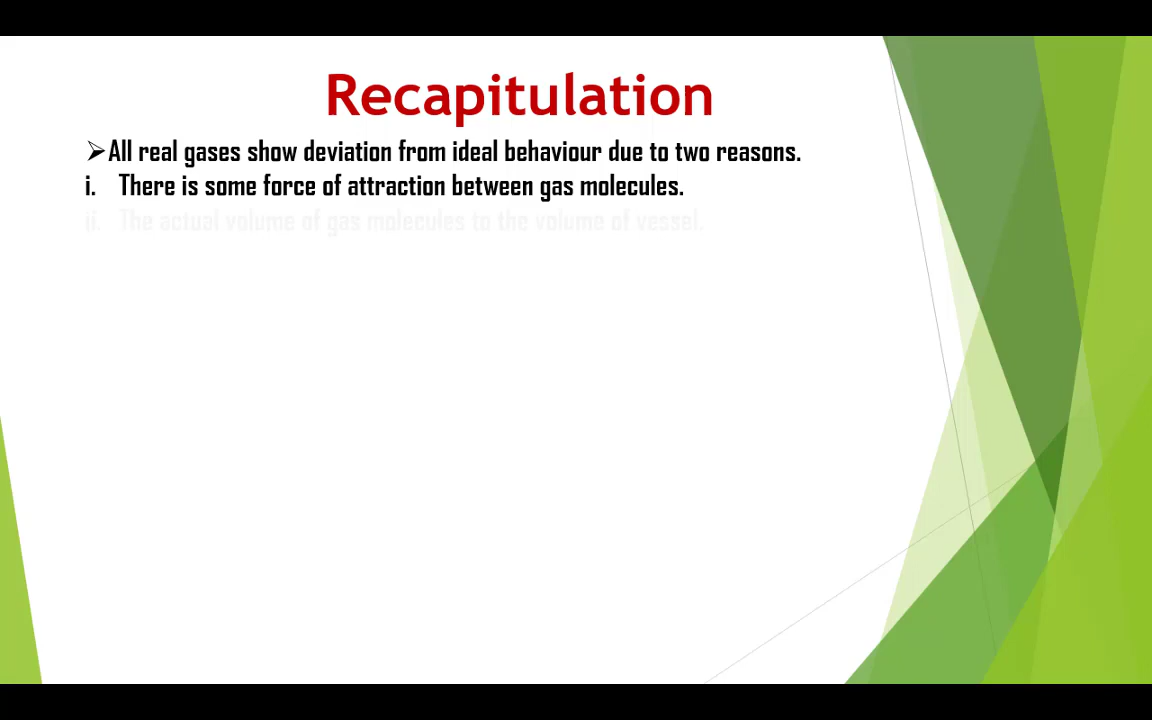 Recapitulation
➢All real gases show deviation from ideal behaviour due to two reasons.
i. There is some force of attraction between gas molecules.
ii. The actual volume of gas molecules to the volume of vessel.